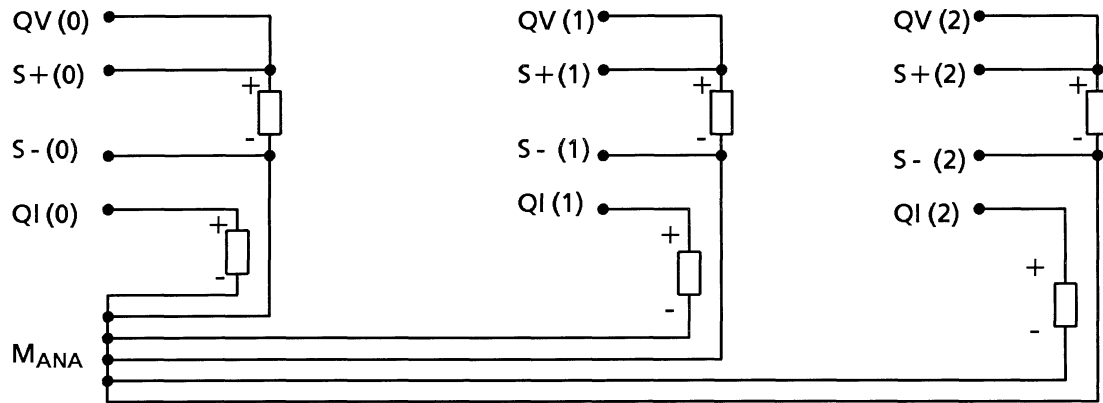 QV (0)
S+(0)
+
-
S- (0)
QI (0)
+
-
QV (1)
S+(1)
+
-
S- (1)
QI (1)
+
-
QV (2)
S+(2)
+
-
S- (2)
QI (2)
+
-
MANA